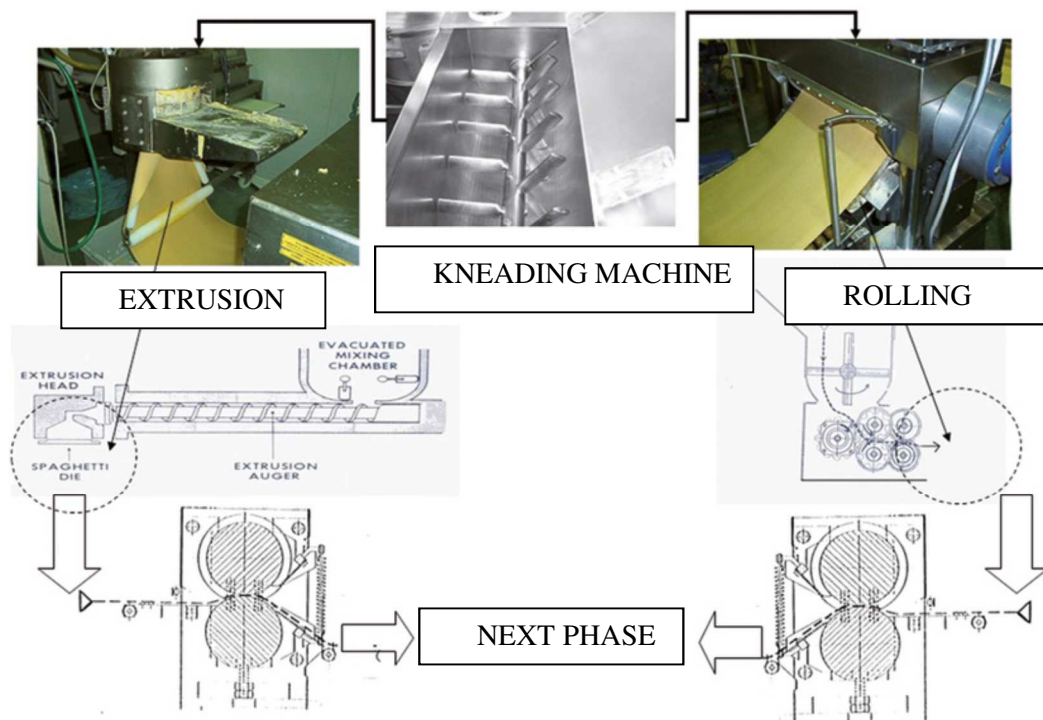 KNEADING MACHINE
EXTRUSION
ROLLING
EVACUATED
MIXING
CHAMBER
EXTRUSION
HEAD
SPAGHETTI
DIE
EXTRUSION
AUGER
NEXT PHASE